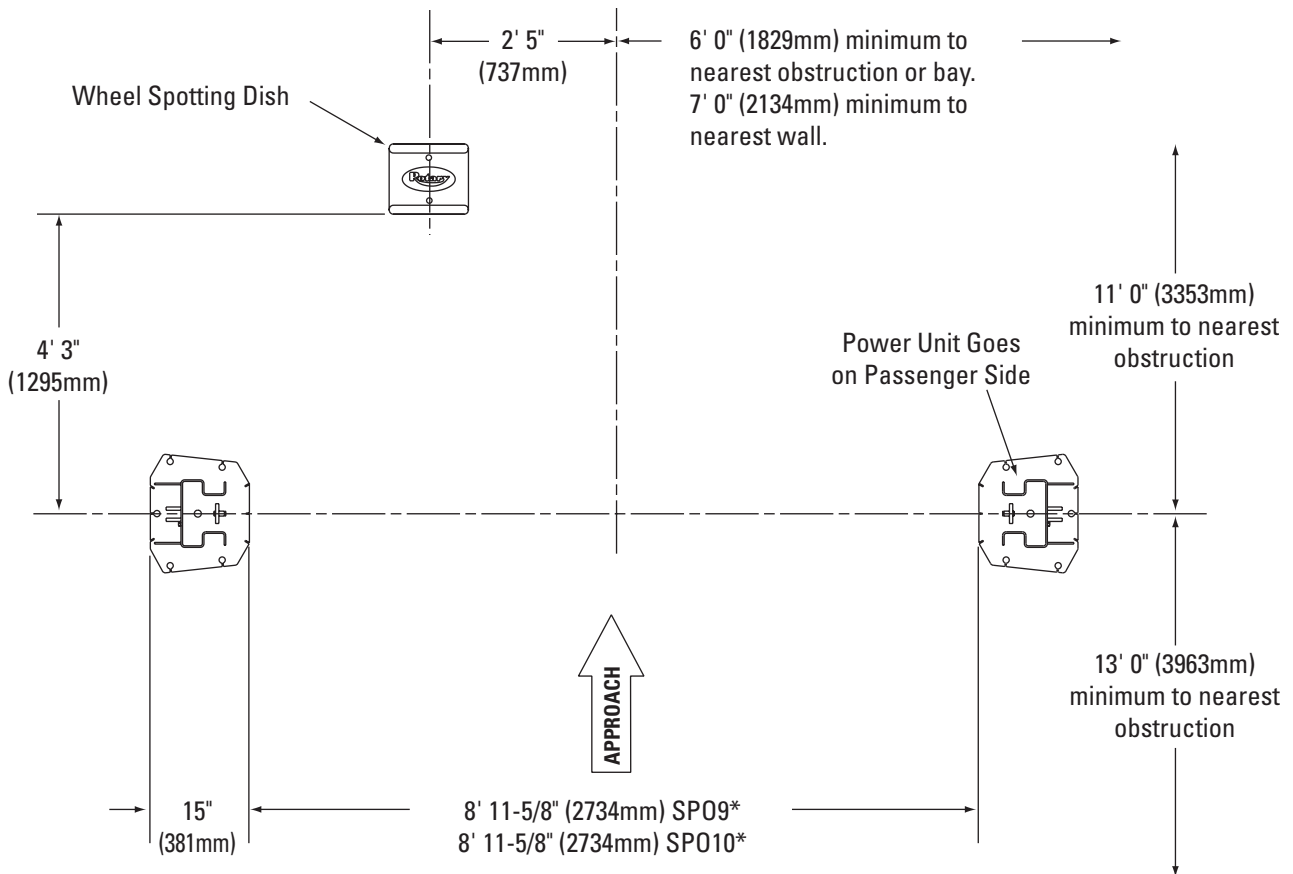 2' 5"
(737mm)
6' 0" (1829mm) minimum to
nearest obstruction or bay.
7' 0" (2134mm) minimum to
nearest wall.
Wheel Spotting Dish
Rotary
4' 3"
(1295mm)
11' 0" (3353mm)
minimum to nearest
obstruction
Power Unit Goes
on Passenger Side
APPROACH
13' 0" (3963mm)
minimum to nearest
obstruction
15"
(381mm)
8' 11-5/8" (2734mm) SPO9*
8' 11-5/8" (2734mm) SPO10*